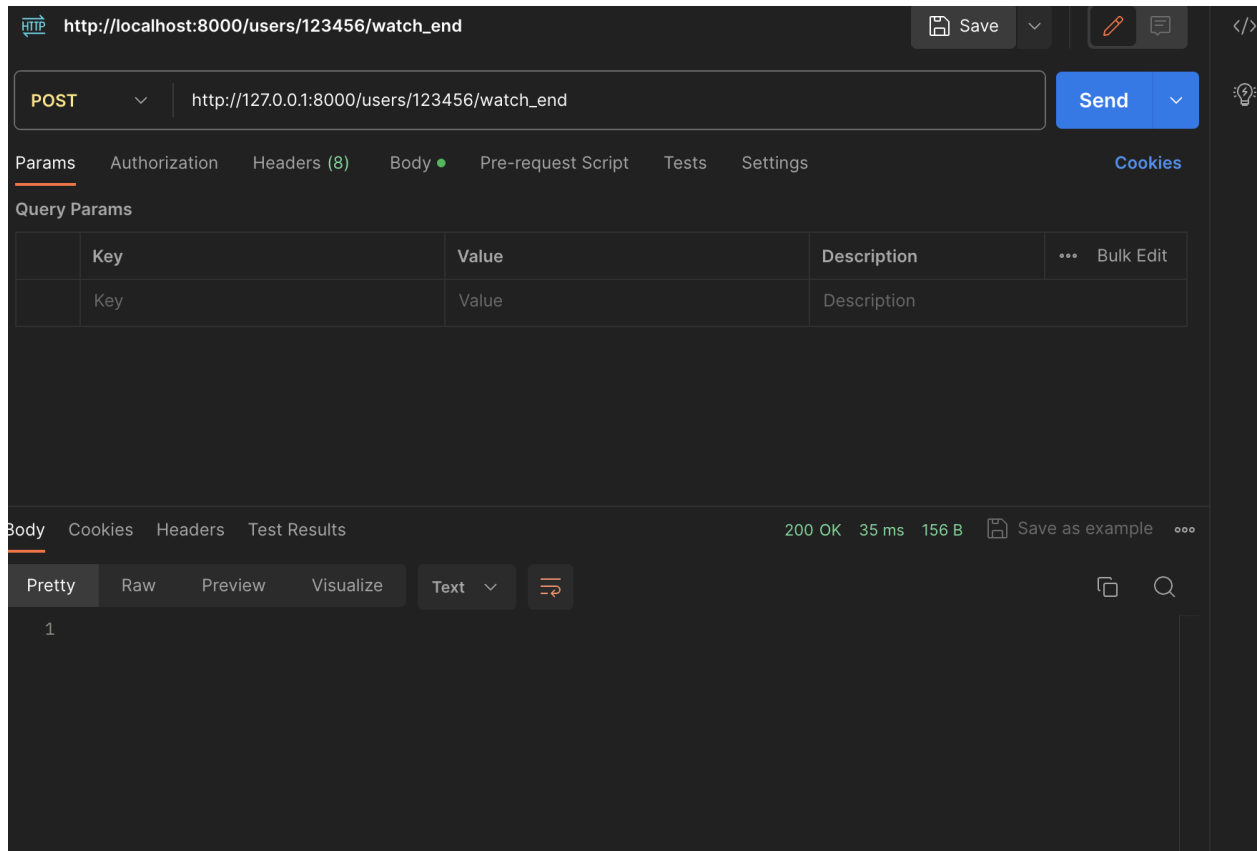 HTTP http://localhost:8000/users/123456/watch_end Save
POST http://127.0.0.1:8000/users/123456/watch_end Send
Params Authorization Headers (8) Body Pre-request Script Tests Settings Cookies
Query Params
Key Value Description Bulk Edit
Key Value Description
Body Cookies Headers Test Results 200 OK 35 ms 156 B Save as example
Pretty Raw Preview Visualize Text
1